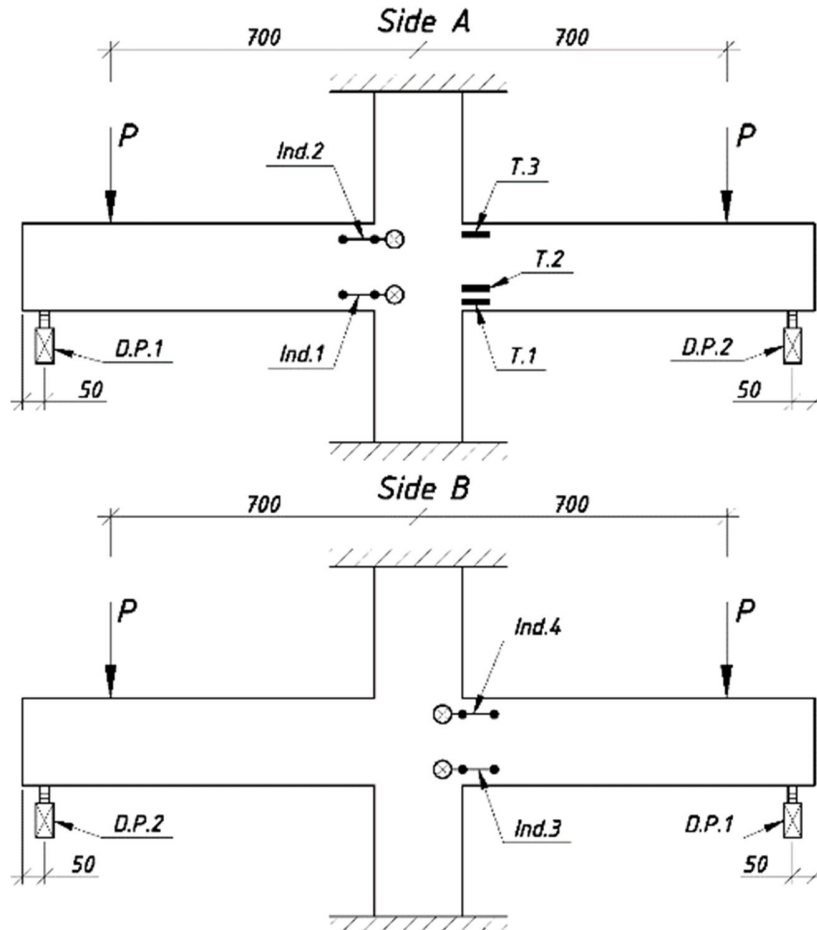 Side A
700 700
P P
Ind.2 T.3
T.2
D.P.1 Ind.1 T.1 D.P.2
50 50
Side B
700 700
P Ind.4 P
D.P.2 Ind.3 D.P.1
50 50